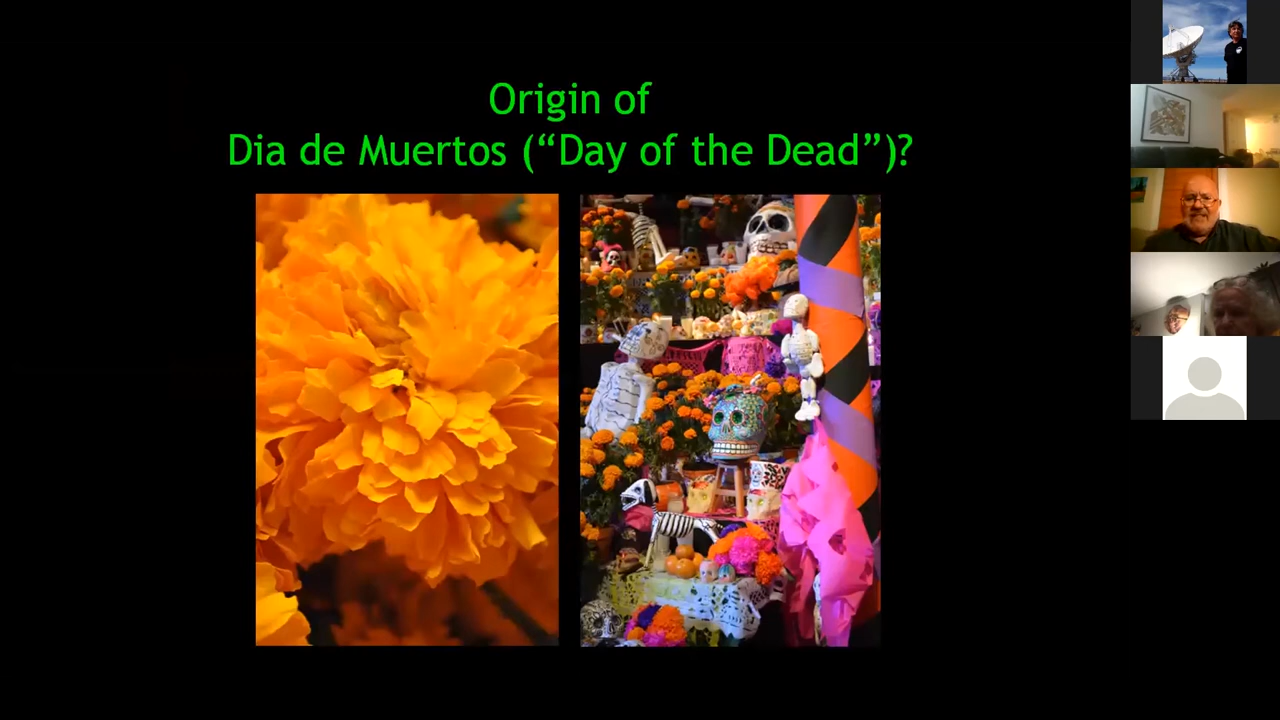 Origin of
Dia de Muertos (“Day of the Dead”)?